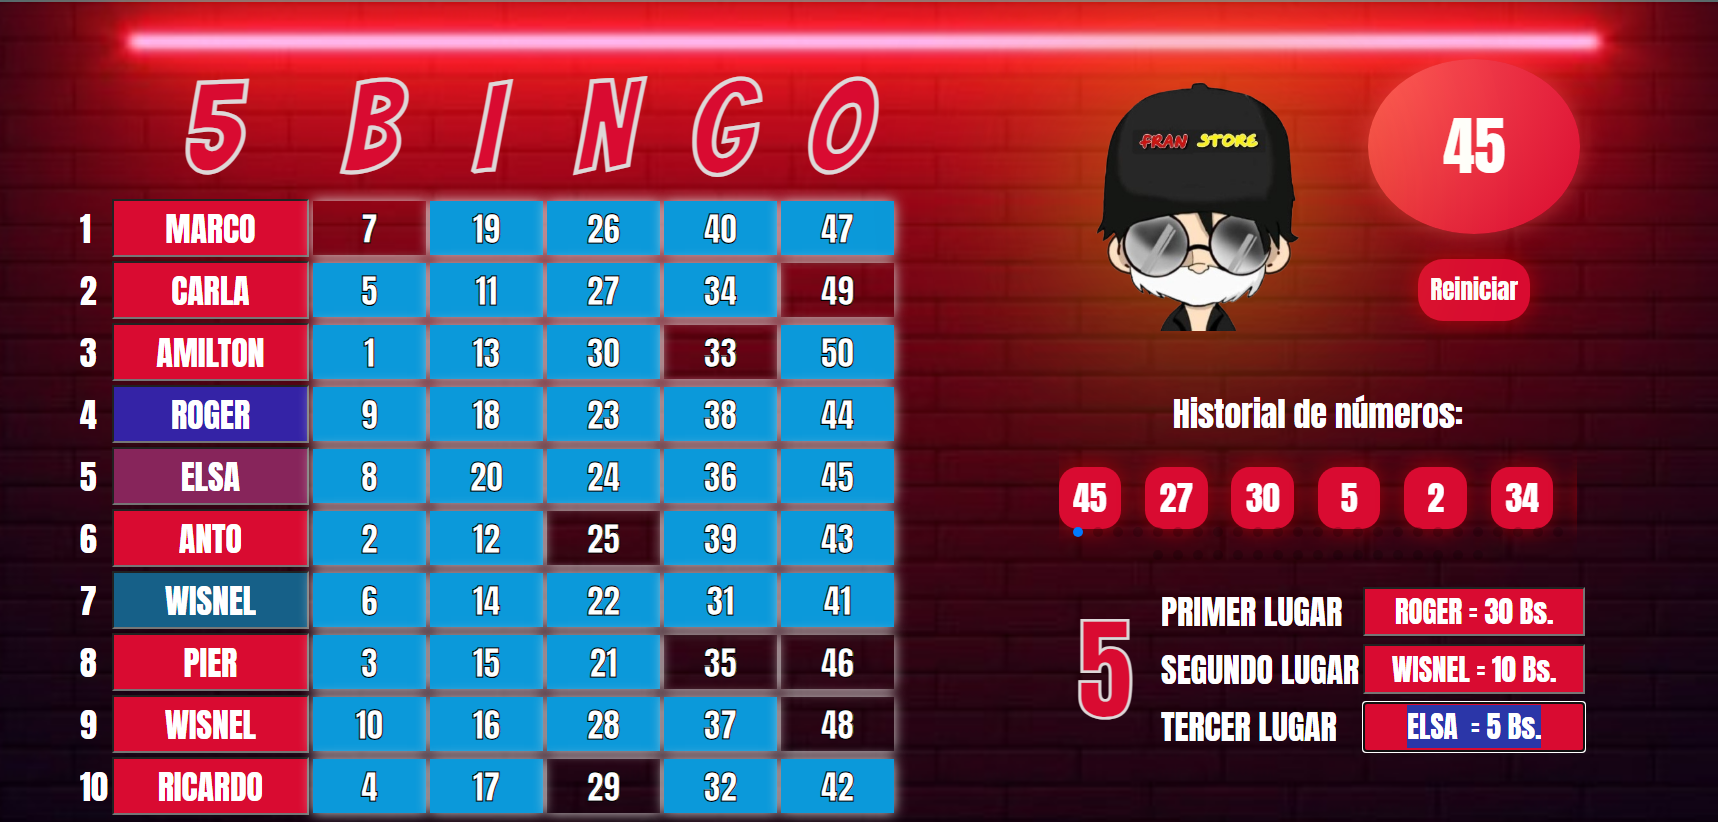 5 B I N G O
FRAN STORE
45
Reiniciar
1 MARCO 7 19 26 40 47
2 CARLA 5 11 27 34 49
3 AMILTON 1 13 30 33 50
4 ROGER 9 18 23 38 44
5 ELSA 8 20 24 36 45
6 ANTO 2 12 25 39 43
7 WISNEL 6 14 22 31 41
8 PIER 3 15 21 35 46
9 WISNEL 10 16 28 37 48
10 RICARDO 4 17 29 32 42
Historial de números:
45 27 30 5 2 34
5
PRIMER LUGAR ROGER = 30 Bs.
SEGUNDO LUGAR WISNEL = 10 Bs.
TERCER LUGAR ELSA = 5 Bs.